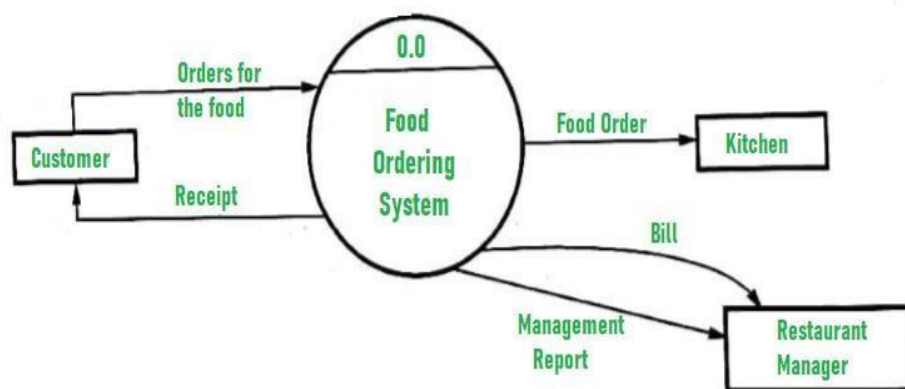 0.0
Orders for
the food
Food
Ordering
System
Food Order
Kitchen
Customer
Receipt
Bill
Management
Report
Restaurant
Manager